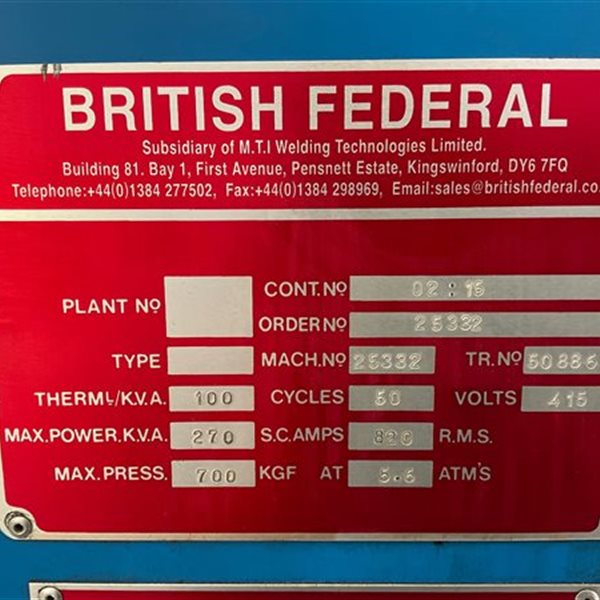 BRITISH FEDERAL
Subsidiary of M.T.I Welding Technologies Limited.
Building 81. Bay 1, First Avenue, Pensnett Estate, Kingswinford, DY6 7FQ
Telephone:+44(0)1384 277502, Fax:+44(0)1384 298969, Email:sales@britishfederal.co.
PLANT No CONT.No 02:15
ORDER No 25332
TYPE MACH.No 25332 TR.No 50886
THERML/K.V.A. 100 CYCLES 50 VOLTS 415
MAX.POWER.K.V.A. 270 S.C.AMPS 820 R.M.S.
MAX.PRESS. 700 KGF AT 5.5 ATM'S